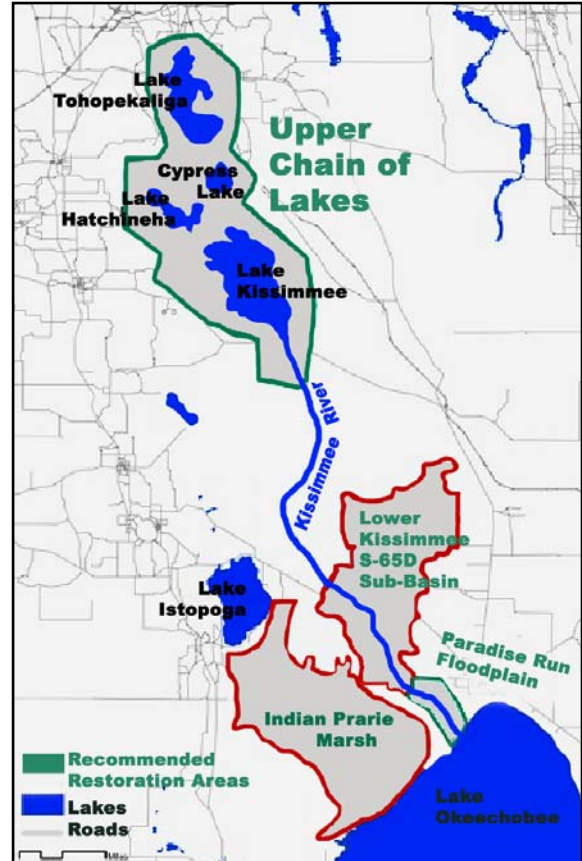 Lake
Tohopekaliga
Upper
Chain of
Lakes
Cypress
Lake
Lake
Hatchineha
Lake
Kissimmee
Kissimmee River
Lower
Kissimmee
S-65D
Sub-Basin
Lake
Istopoga
Paradise Run
Floodplain
Indian Prarie
Marsh
Lake
Okeechobee
Recommended
Restoration Areas
Lakes
Roads
Miles